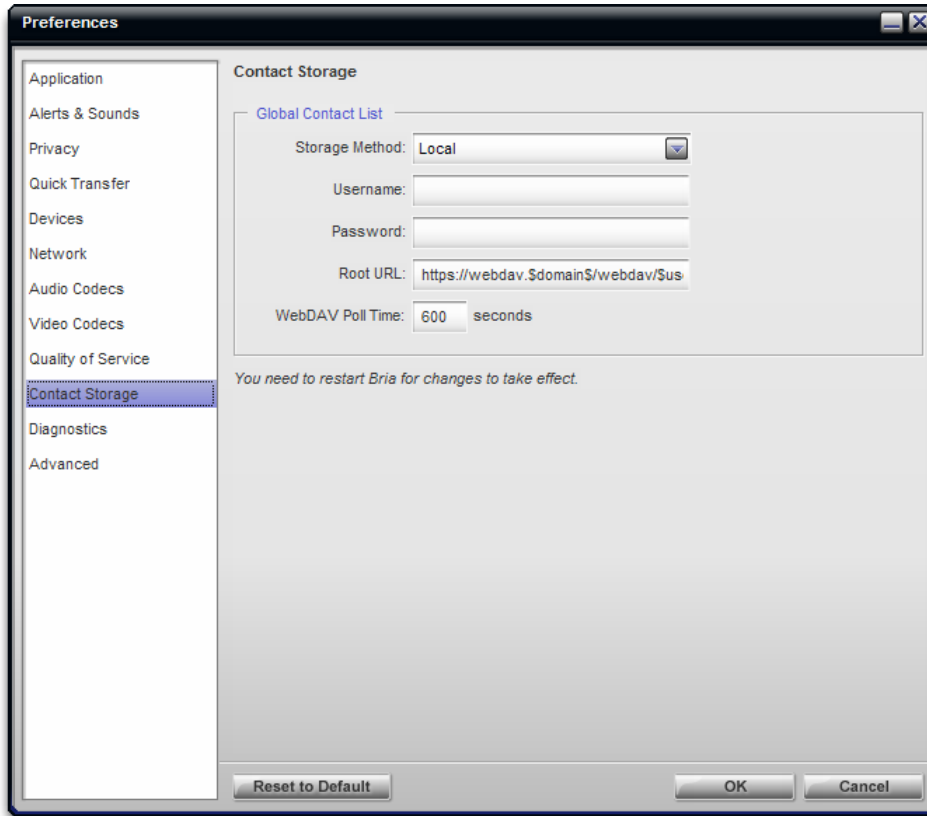 Preferences
Application
Alerts & Sounds
Privacy
Quick Transfer
Devices
Network
Audio Codecs
Video Codecs
Quality of Service
Contact Storage
Diagnostics
Advanced
Contact Storage
Global Contact List
Storage Method: Local
Username:
Password:
Root URL: https://webdav.$domain$/webdav/$us
WebDAV Poll Time: 600 seconds
You need to restart Bria for changes to take effect.
Reset to Default OK Cancel